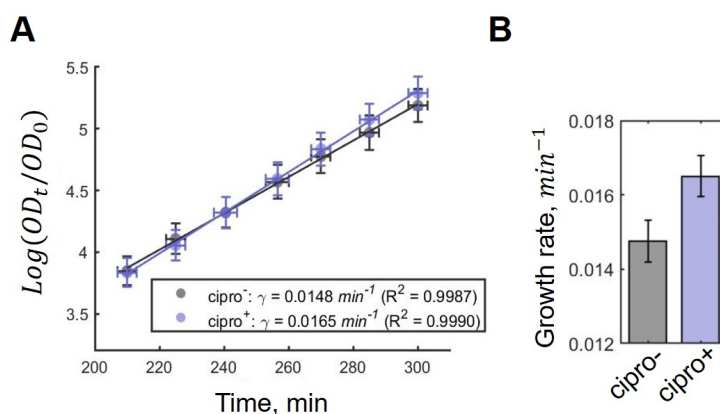 A
B
Log(OD_t/OD_0)
5.5
5
4.5
4
3.5
cipro⁻: γ = 0.0148 min⁻¹ (R² = 0.9987)
cipro⁺: γ = 0.0165 min⁻¹ (R² = 0.9990)
200 220 240 260 280 300
Time, min
Growth rate, min⁻¹
0.018
0.016
0.014
0.012
cipro-
cipro+